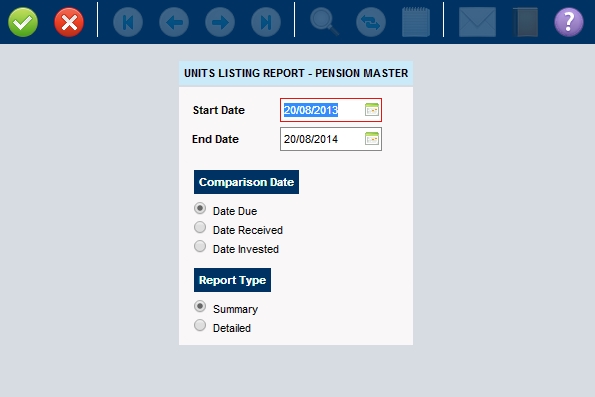 UNITS LISTING REPORT - PENSION MASTER
Start Date 20/08/2013
End Date 20/08/2014
Comparison Date
Date Due
Date Received
Date Invested
Report Type
Summary
Detailed